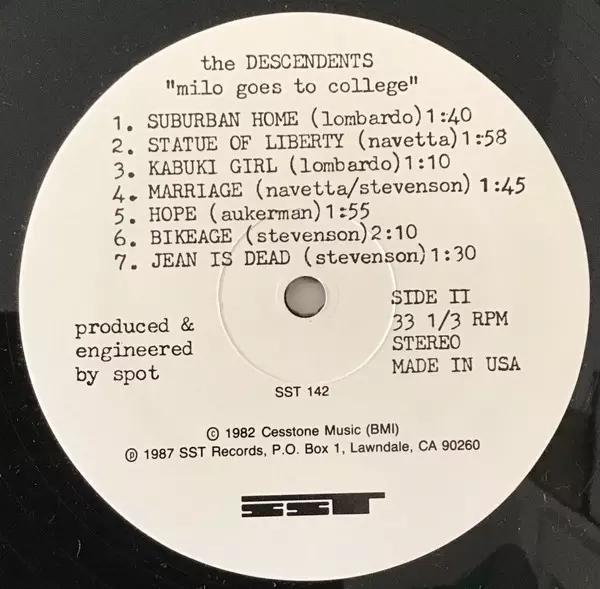 the DESCENDENTS
"milo goes to college"
1. SUBURBAN HOME (lombardo)1:40
2. STATUE OF LIBERTY (navetta)1:58
3. KABUKI GIRL (lombardo)1:10
4. MARRIAGE (navetta/stevenson) 1:45
5. HOPE (aukerman)1:55
6. BIKEAGE (stevenson)2:10
7. JEAN IS DEAD (stevenson)1:30
produced &
engineered
by spot
SIDE II
33 1/3 RPM
STEREO
MADE IN USA
SST 142
© 1982 Cesstone Music (BMI)
℗ 1987 SST Records, P.O. Box 1, Lawndale, CA 90260
SST